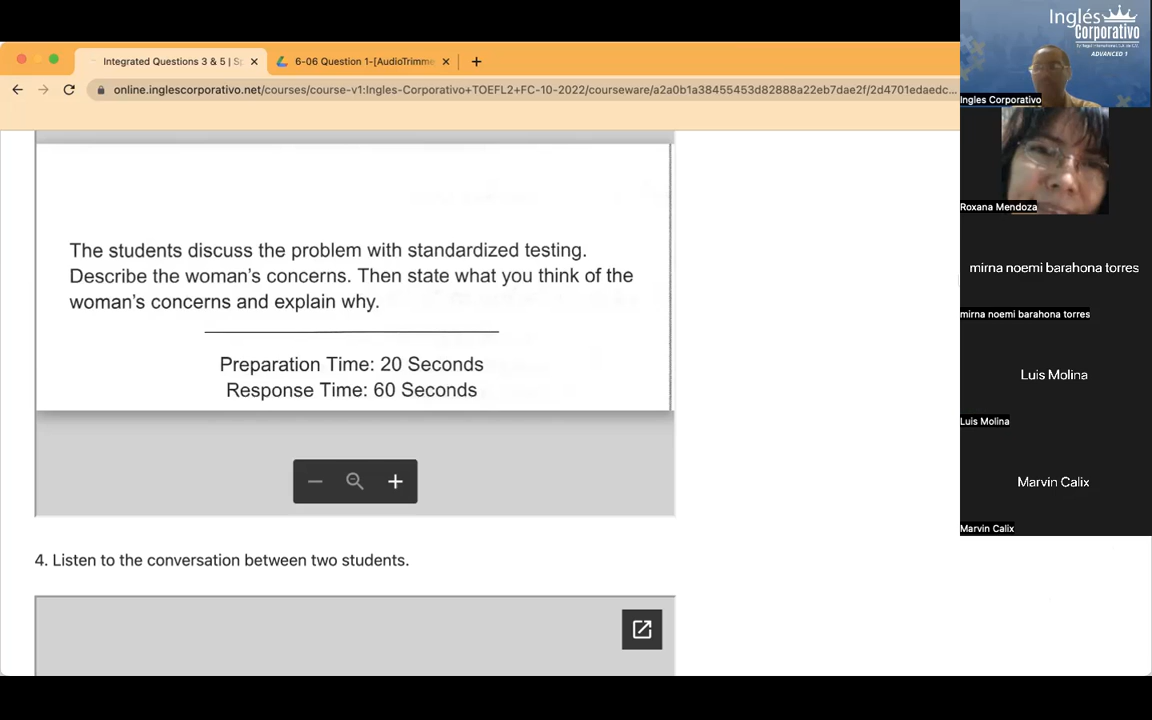 Integrated Questions 3 & 5 | Sp
6-06 Question 1-[AudioTrimme
online.inglescorporativo.net/courses/course-v1:Ingles-Corporativo+TOEFL2+FC-10-2022/courseware/a2a0b1a38455453d82888a22eb7dae2f/2d4701edaedc...
The students discuss the problem with standardized testing.
Describe the woman's concerns. Then state what you think of the
woman's concerns and explain why.
Preparation Time: 20 Seconds
Response Time: 60 Seconds
4. Listen to the conversation between two students.
Inglés
Corporativo
ADVANCED 1
Ingles Corporativo
Roxana Mendoza
mirna noemi barahona torres
mirna noemi barahona torres
Luis Molina
Luis Molina
Marvin Calix
Marvin Calix